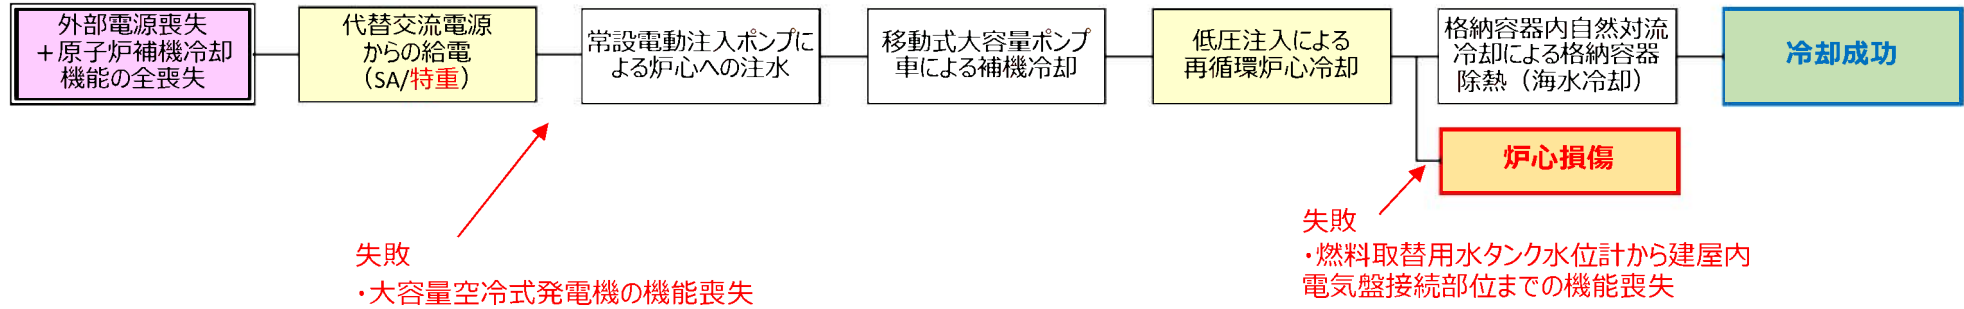 外部電源喪失
＋原子炉補機冷却
機能の全喪失
代替交流電源
からの給電
（SA/特重）
常設電動注入ポンプに
よる炉心への注水
移動式大容量ポンプ
車による補機冷却
低圧注入による
再循環炉心冷却
格納容器内自然対流
冷却による格納容器
除熱（海水冷却）
冷却成功
炉心損傷
失敗
・大容量空冷式発電機の機能喪失
失敗
・燃料取替用水タンク水位計から建屋内
電気盤接続部位までの機能喪失